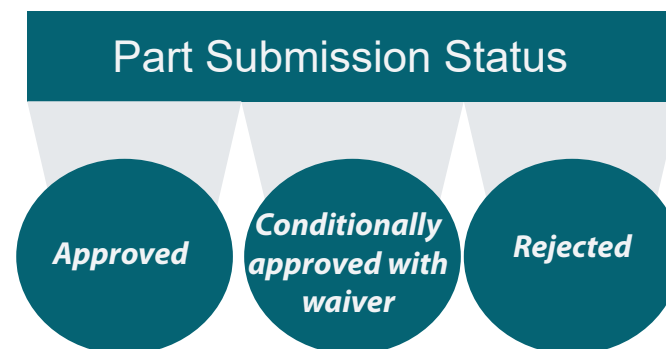 Part Submission Status
Approved
Conditionally
approved with
waiver
Rejected